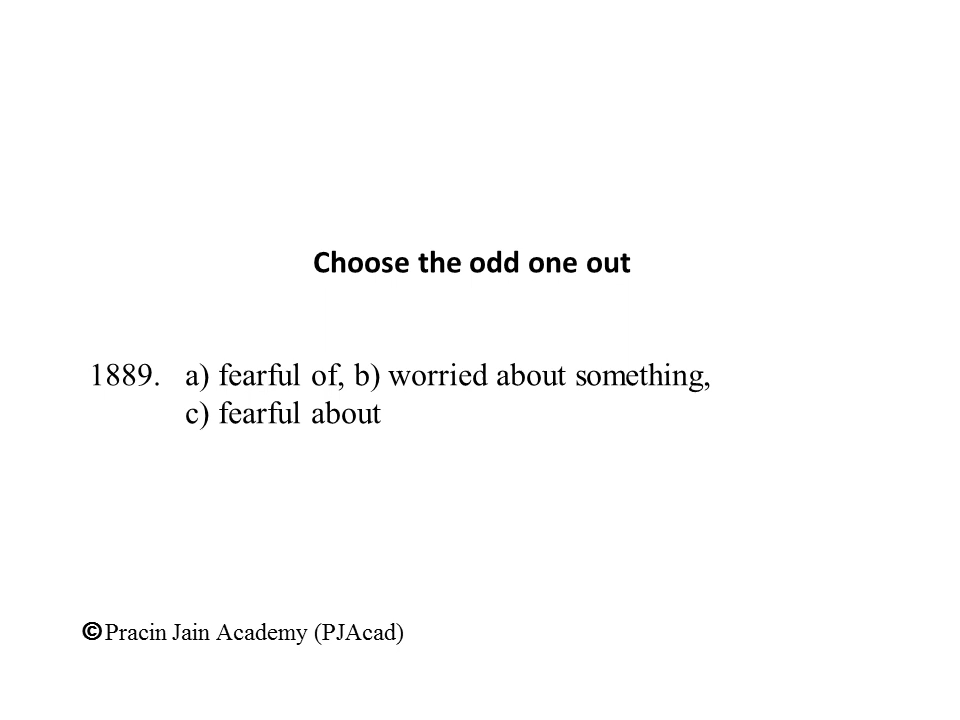 Choose the odd one out
1889. a) fearful of, b) worried about something,
c) fearful about
©Pracin Jain Academy (PJAcad)